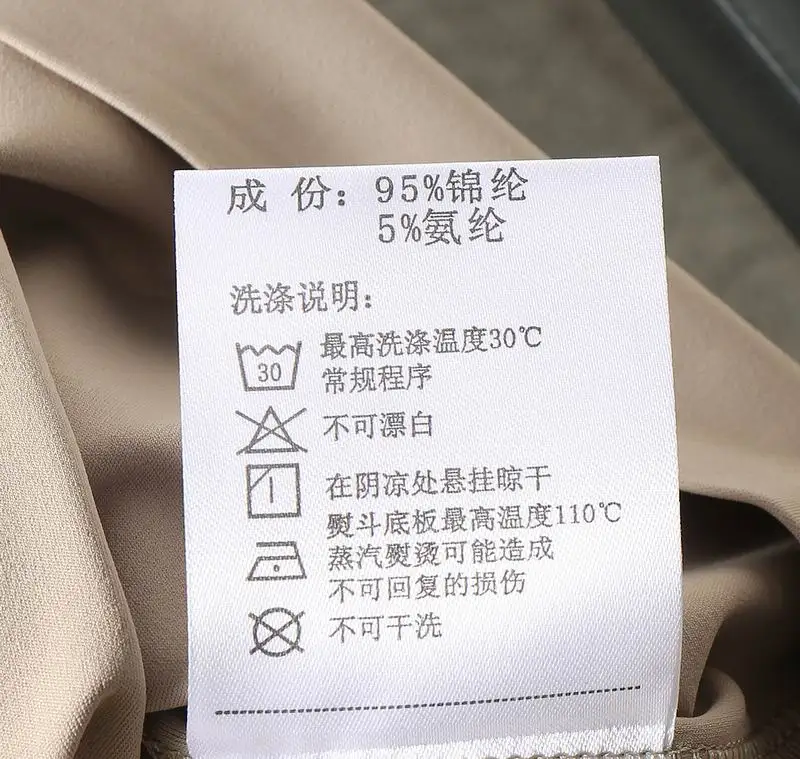 成 份：95%锦纶
5%氨纶
洗涤说明：
30
最高洗涤温度30℃
常规程序
不可漂白
在阴凉处悬挂晾干
熨斗底板最高温度110℃
蒸汽熨烫可能造成
不可回复的损伤
不可干洗